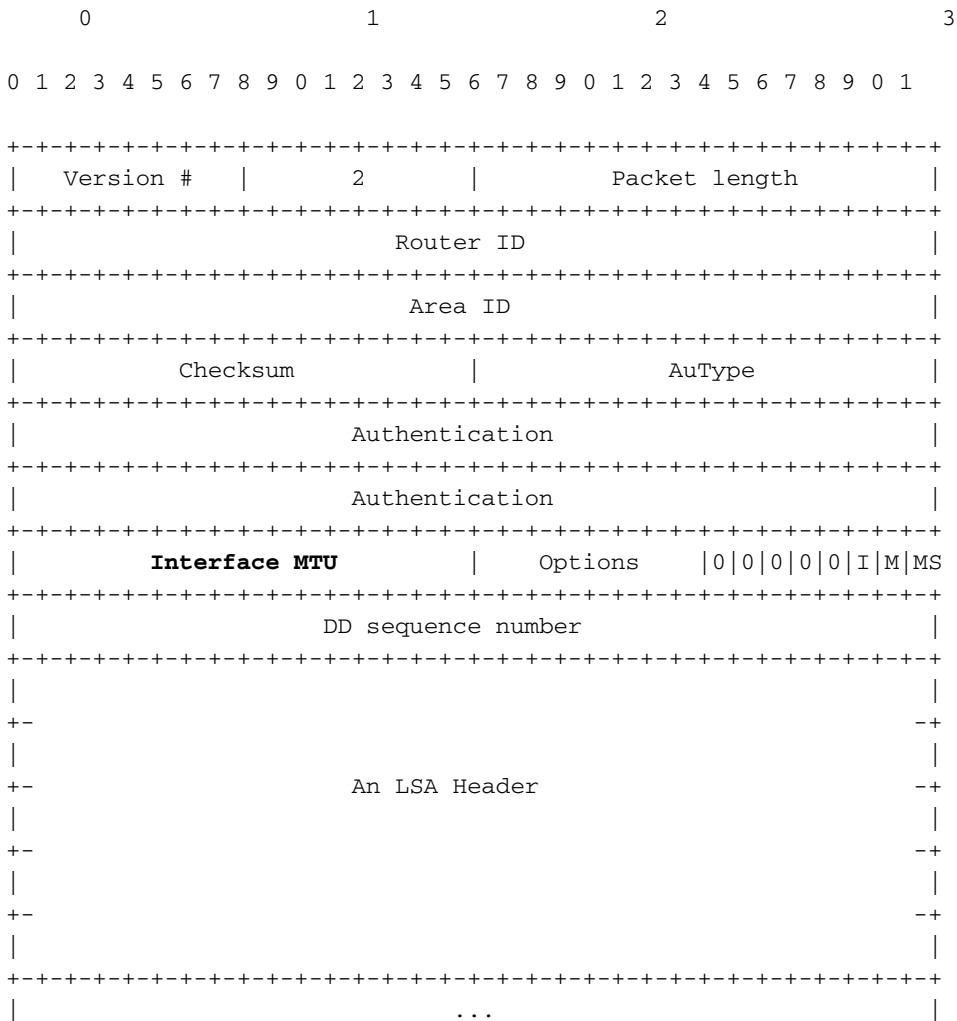 0                   1                   2                   3
 0 1 2 3 4 5 6 7 8 9 0 1 2 3 4 5 6 7 8 9 0 1 2 3 4 5 6 7 8 9 0 1
+-+-+-+-+-+-+-+-+-+-+-+-+-+-+-+-+-+-+-+-+-+-+-+-+-+-+-+-+-+-+-+-+
|   Version #   |       2       |         Packet length         |
+-+-+-+-+-+-+-+-+-+-+-+-+-+-+-+-+-+-+-+-+-+-+-+-+-+-+-+-+-+-+-+-+
|                          Router ID                            |
+-+-+-+-+-+-+-+-+-+-+-+-+-+-+-+-+-+-+-+-+-+-+-+-+-+-+-+-+-+-+-+-+
|                           Area ID                             |
+-+-+-+-+-+-+-+-+-+-+-+-+-+-+-+-+-+-+-+-+-+-+-+-+-+-+-+-+-+-+-+-+
|           Checksum            |             AuType            |
+-+-+-+-+-+-+-+-+-+-+-+-+-+-+-+-+-+-+-+-+-+-+-+-+-+-+-+-+-+-+-+-+
|                       Authentication                          |
+-+-+-+-+-+-+-+-+-+-+-+-+-+-+-+-+-+-+-+-+-+-+-+-+-+-+-+-+-+-+-+-+
|                       Authentication                          |
+-+-+-+-+-+-+-+-+-+-+-+-+-+-+-+-+-+-+-+-+-+-+-+-+-+-+-+-+-+-+-+-+
|         Interface MTU         |    Options    |0|0|0|0|0|I|M|MS
+-+-+-+-+-+-+-+-+-+-+-+-+-+-+-+-+-+-+-+-+-+-+-+-+-+-+-+-+-+-+-+-+
|                     DD sequence number                        |
+-+-+-+-+-+-+-+-+-+-+-+-+-+-+-+-+-+-+-+-+-+-+-+-+-+-+-+-+-+-+-+-+
|                                                               |
+-                                                             -+
|                                                               |
+-                      An LSA Header                          -+
|                                                               |
+-                                                             -+
|                                                               |
+-                                                             -+
|                                                               |
+-+-+-+-+-+-+-+-+-+-+-+-+-+-+-+-+-+-+-+-+-+-+-+-+-+-+-+-+-+-+-+-+
|                              ...                              |